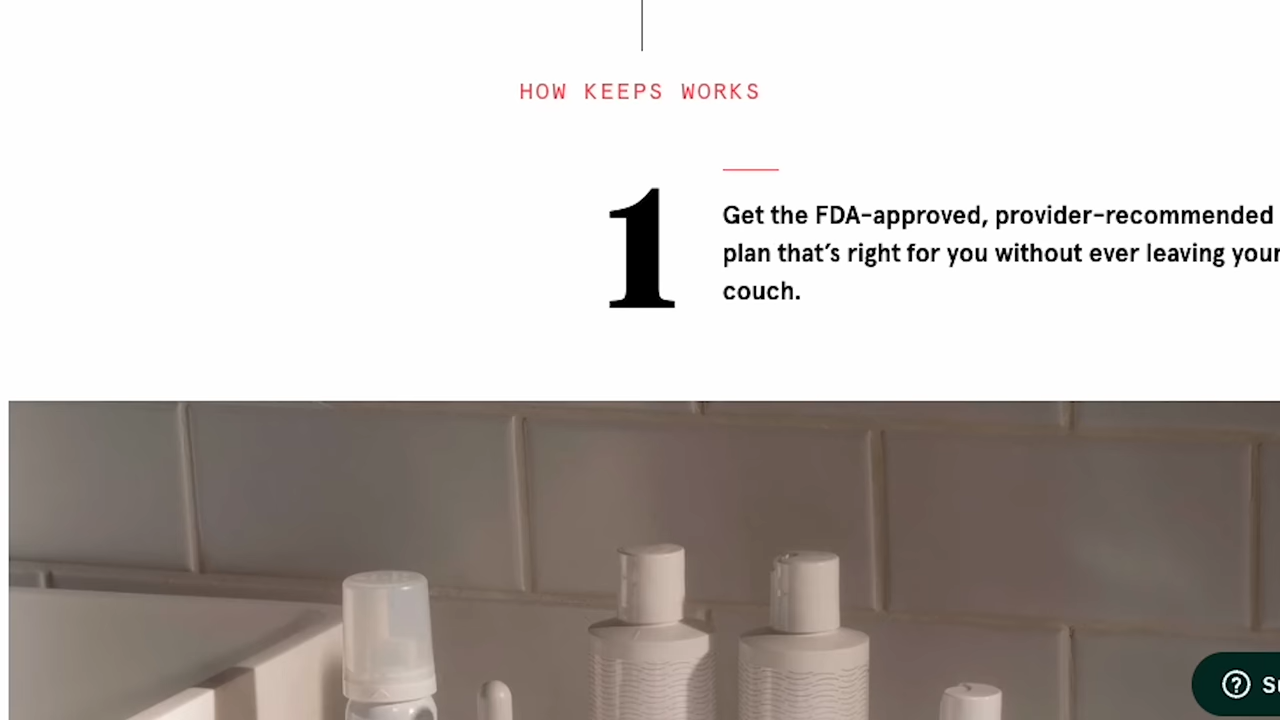 HOW KEEPS WORKS
1
Get the FDA-approved, provider-recommended
plan that's right for you without ever leaving your
couch.